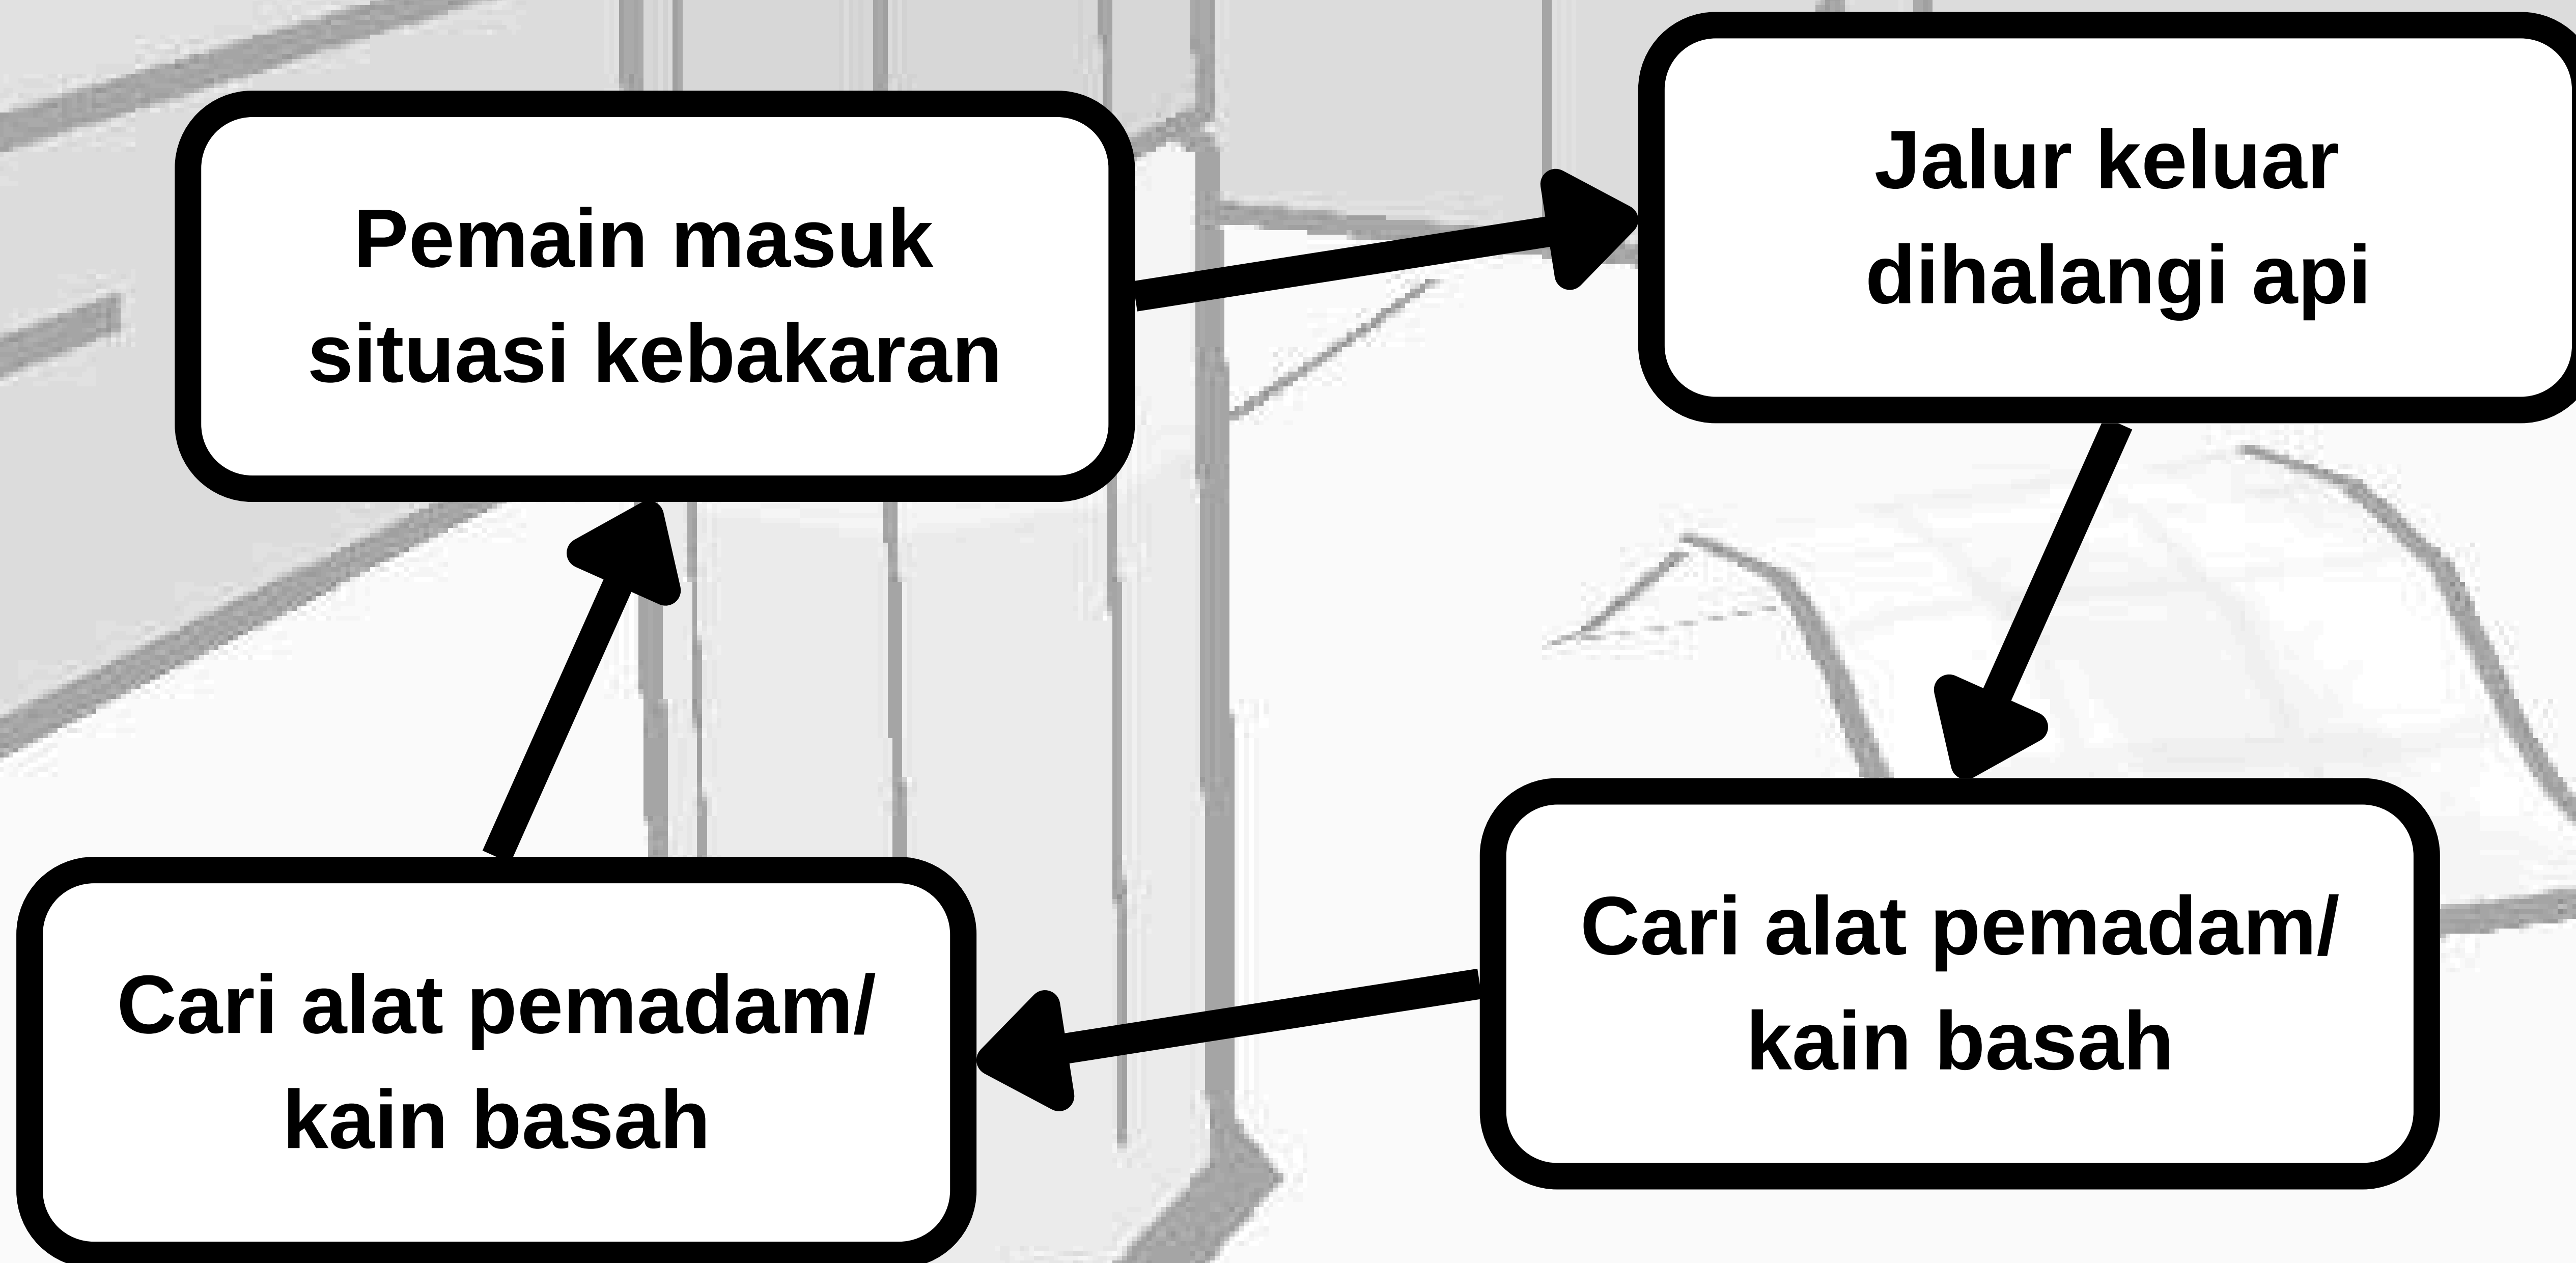 Pemain masuk
situasi kebakaran
Jalur keluar
dihalangi api
Cari alat pemadam/
kain basah
Cari alat pemadam/
kain basah